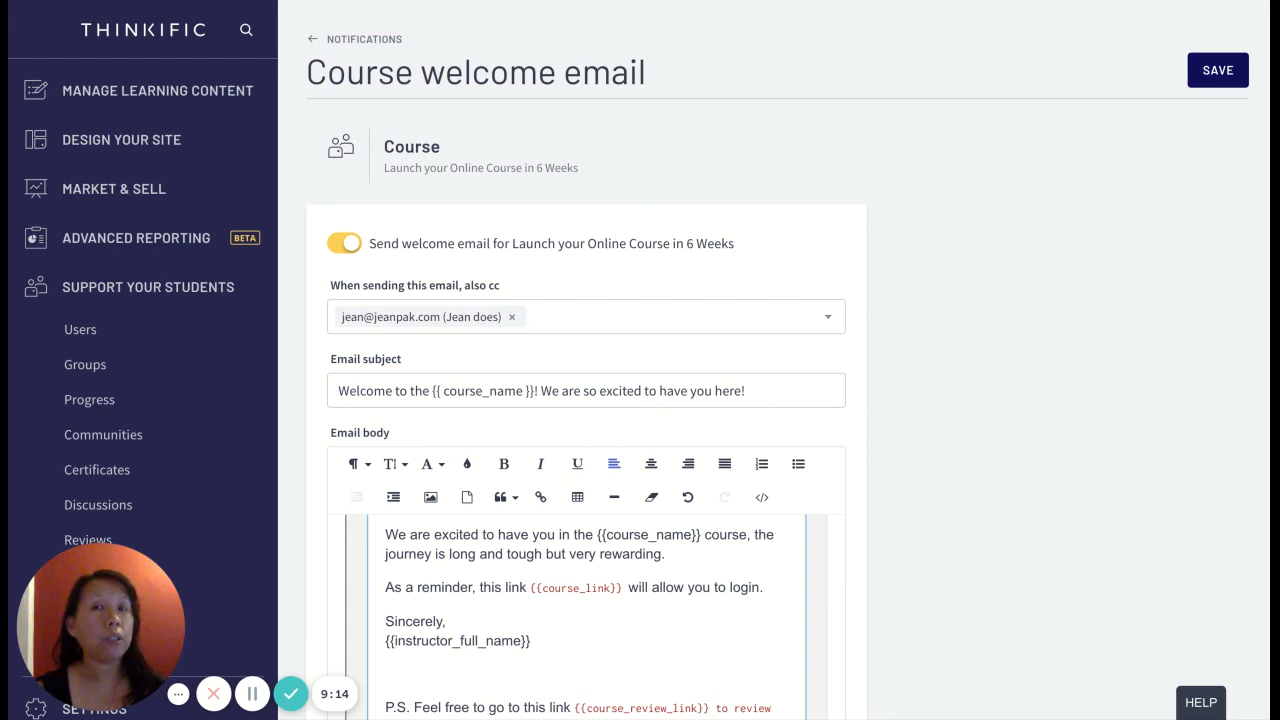 THINKIFIC
MANAGE LEARNING CONTENT
DESIGN YOUR SITE
MARKET & SELL
ADVANCED REPORTING BETA
SUPPORT YOUR STUDENTS
Users
Groups
Progress
Communities
Certificates
Discussions
Reviews
SETTINGS
9:14
NOTIFICATIONS
Course welcome email
SAVE
Course
Launch your Online Course in 6 Weeks
Send welcome email for Launch your Online Course in 6 Weeks
When sending this email, also cc
jean@jeanpak.com (Jean does) ×
Email subject
Welcome to the {{ course_name }}! We are so excited to have you here!
Email body
We are excited to have you in the {{course_name}} course, the
journey is long and tough but very rewarding.
As a reminder, this link {{course_link}} will allow you to login.
Sincerely,
{{instructor_full_name}}
P.S. Feel free to go to this link {{course_review_link}} to review
HELP